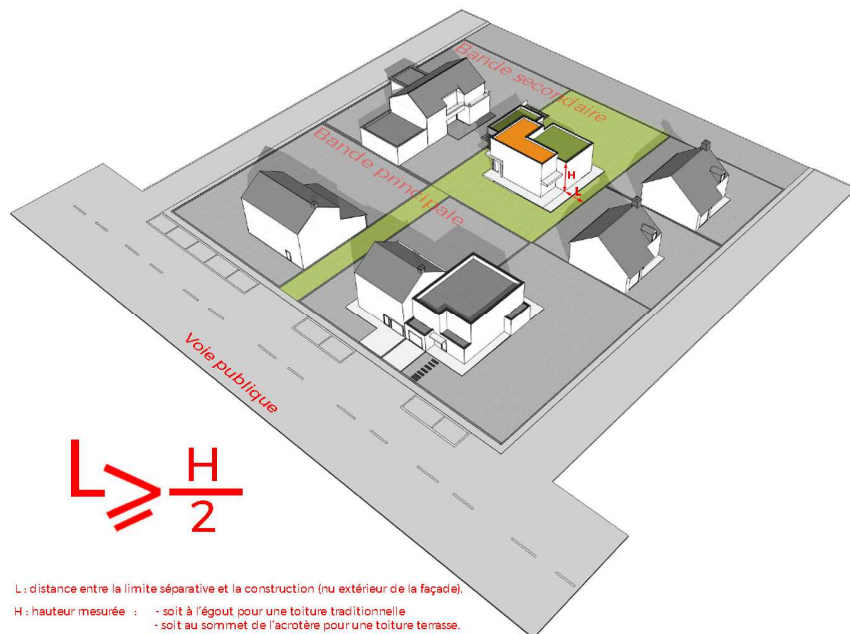 Bande secondaire
Bande principale
H
L
Voie publique
L ⩾ H
2
L : distance entre la limite séparative et la construction (nu extérieur de la façade).
H : hauteur mesurée : - soit à l'égout pour une toiture traditionnelle
- soit au sommet de l'acrotère pour une toiture terrasse.